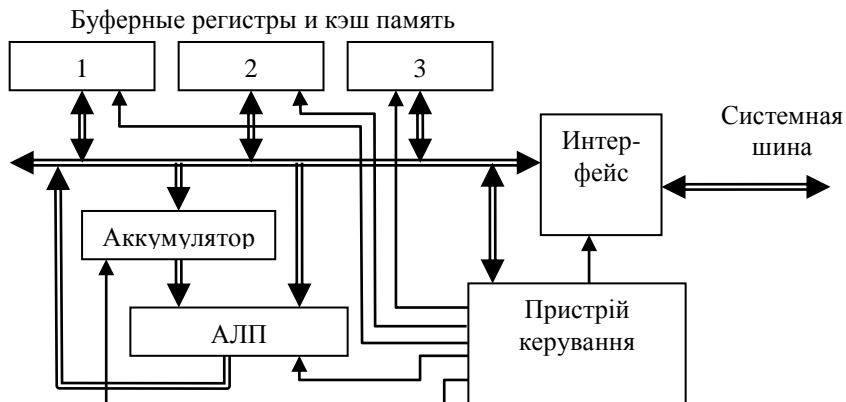 Буферные регистры и кэш память
1
2
3
Системная
шина
Интер-
фейс
Аккумулятор
АЛП
Пристрій
керування